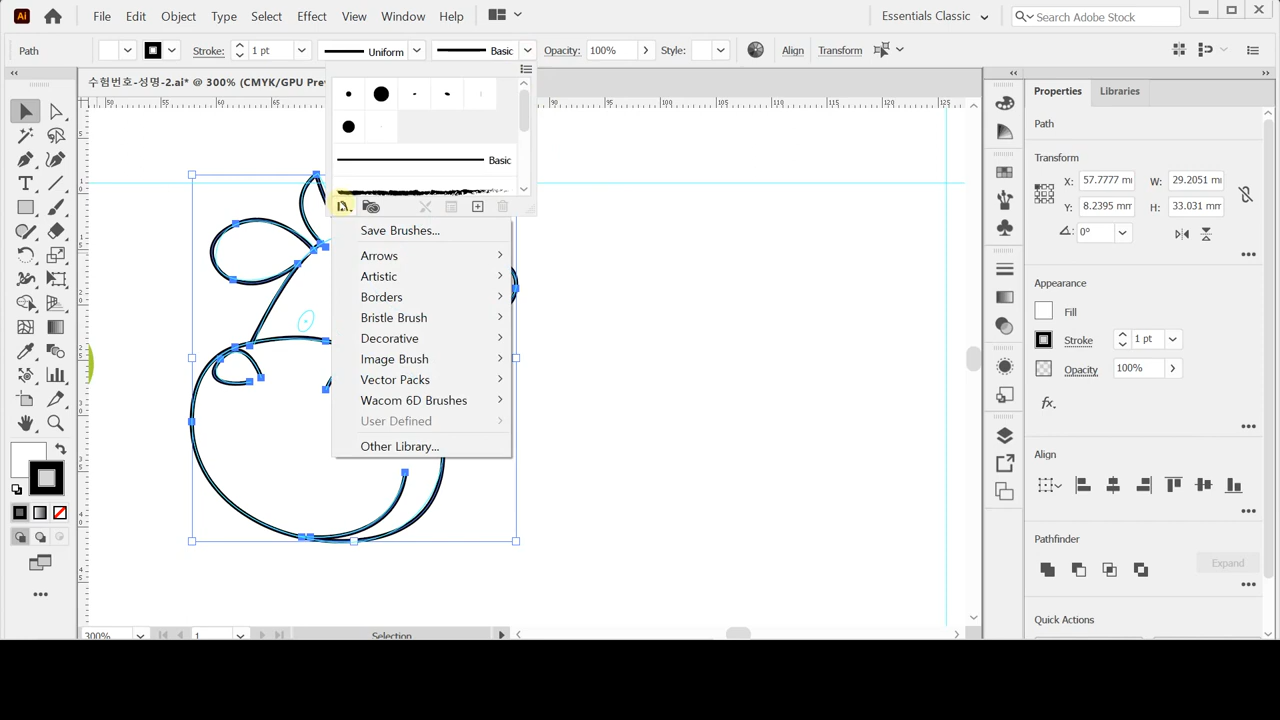 Ai File Edit Object Type Select Effect View Window Help Essentials Classic Search Adobe Stock
Path Stroke: 1 pt Uniform Basic Opacity: 100% Style: Align Transform
수험번호-성명-2.ai* @ 300% (CMYK/GPU Pre
Properties Libraries
Path
Transform
X: 57.7777 mm W: 29.2051 mm
Y: 8.2395 mm H: 33.031 mm
0°
Appearance
Fill
Stroke 1 pt
Opacity 100%
fx.
Align
Pathfinder
Expand
Quick Actions
Basic
Save Brushes...
Arrows
Artistic
Borders
Bristle Brush
Decorative
Image Brush
Vector Packs
Wacom 6D Brushes
User Defined
Other Library...
300% 1 Selection